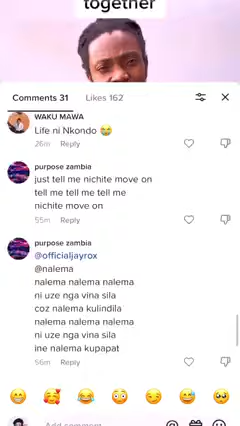 together
Comments 31
Likes 162
WAKU MAWA
Life ni Nkondo 😭
26m Reply
purpose zambia
just tell me nichite move on
tell me tell me tell me
nichite move on
55m Reply
purpose zambia
@officialjayrox
@nalema
nalema nalema nalema
ni uze nga vina sila
coz nalema kulindila
nalema nalema nalema
ni uze nga vina sila
ine nalema kupapat
56m Reply
Add comment